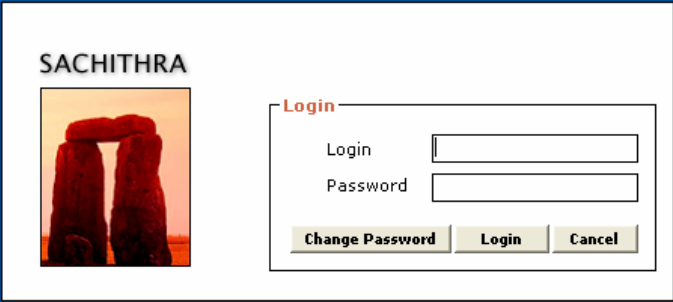 SACHITHRA
Login
Login
Password
Change Password Login Cancel